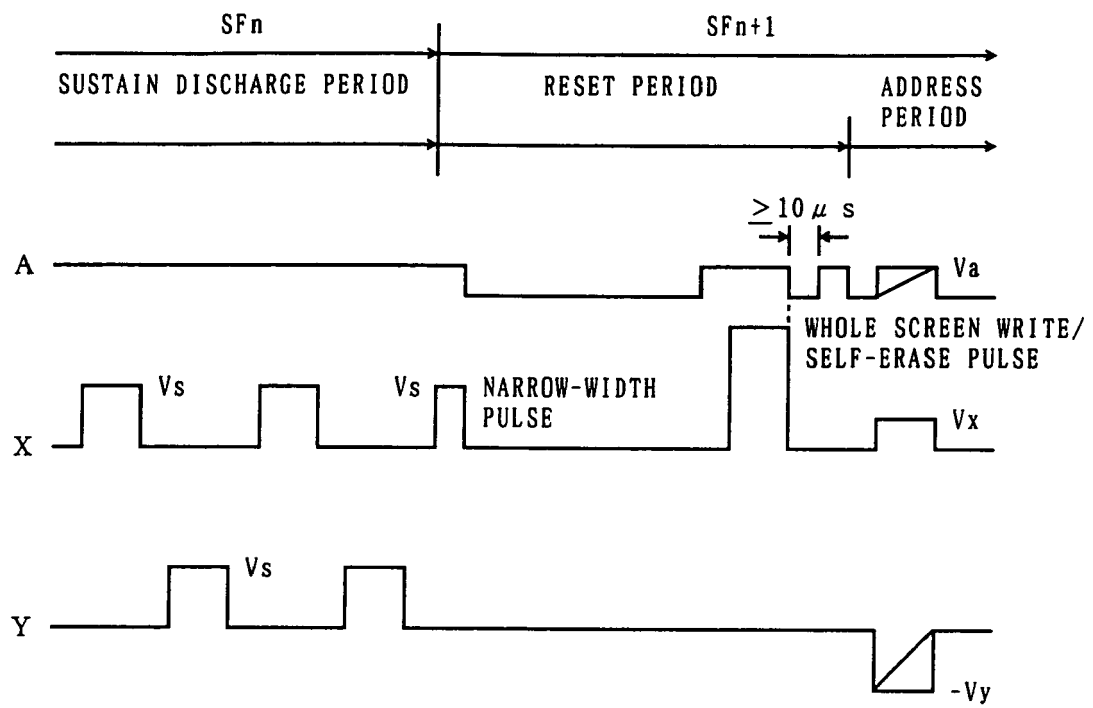 SFn
SFn+1
SUSTAIN DISCHARGE PERIOD
RESET PERIOD
ADDRESS
PERIOD
≥10 μ s
A
Va
WHOLE SCREEN WRITE/
SELF-ERASE PULSE
Vs
Vs
NARROW-WIDTH
PULSE
Vx
X
Vs
Y
-Vy